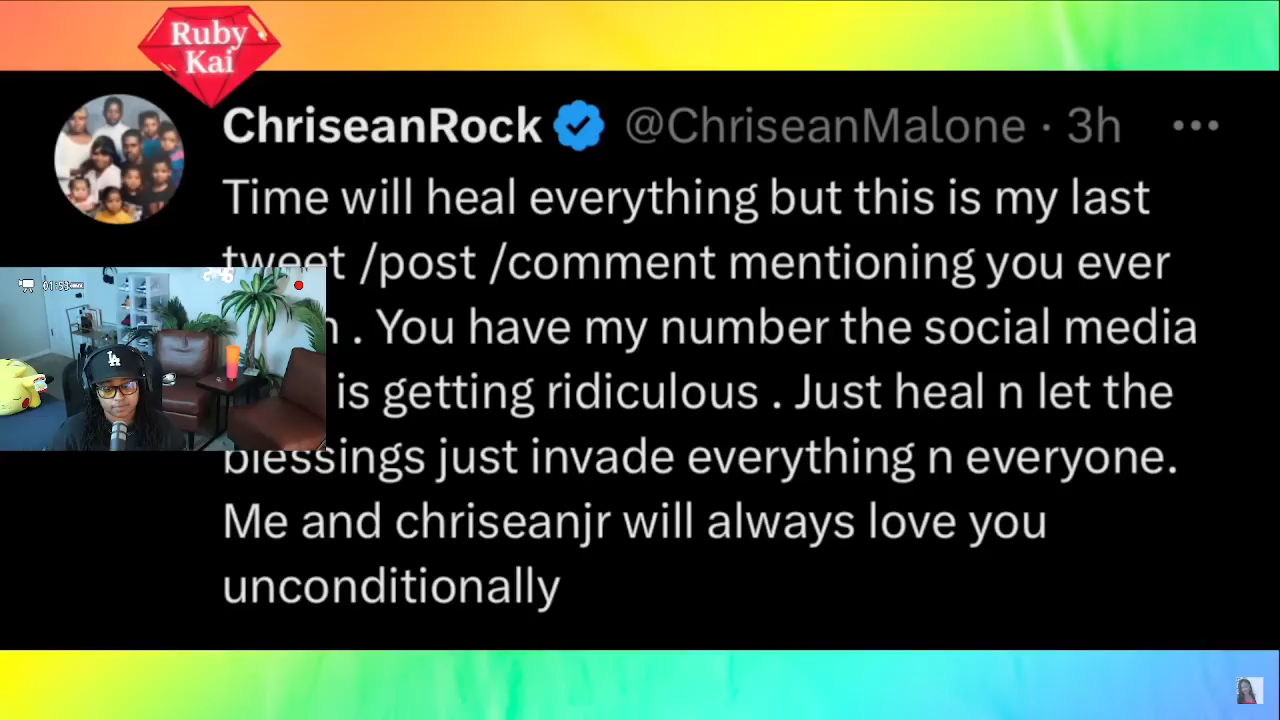 Ruby
Kai
ChriseanRock @ChriseanMalone · 3h
Time will heal everything but this is my last
tweet /post /comment mentioning you ever
. You have my number the social media
is getting ridiculous . Just heal n let the
blessings just invade everything n everyone.
Me and chriseanjr will always love you
unconditionally
LA